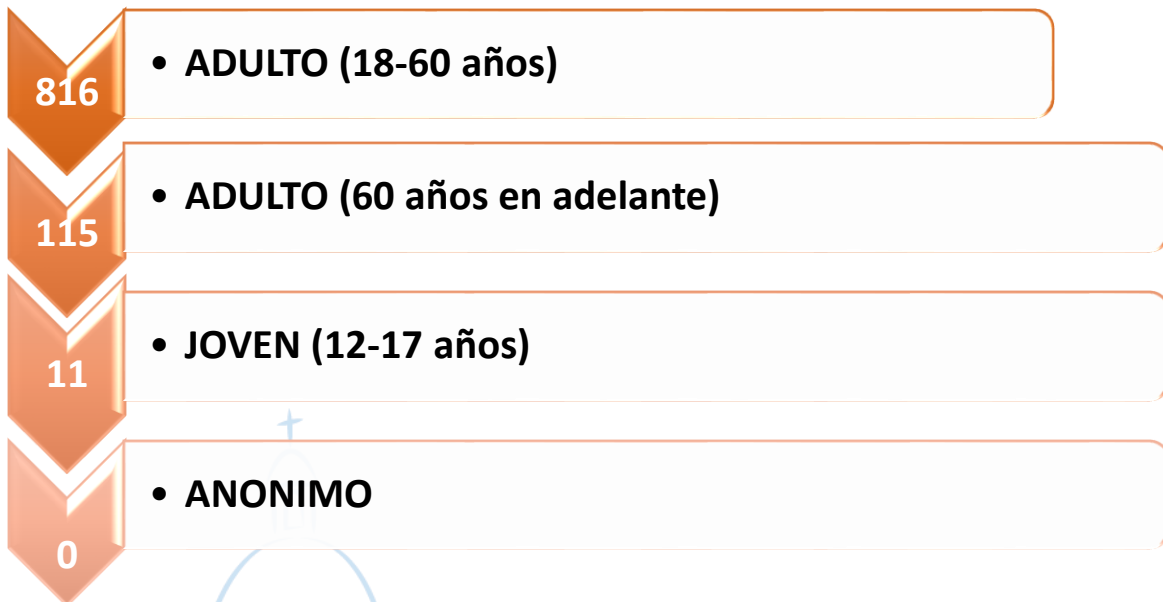 816
• ADULTO (18-60 años)
115
• ADULTO (60 años en adelante)
11
• JOVEN (12-17 años)
0
• ANONIMO